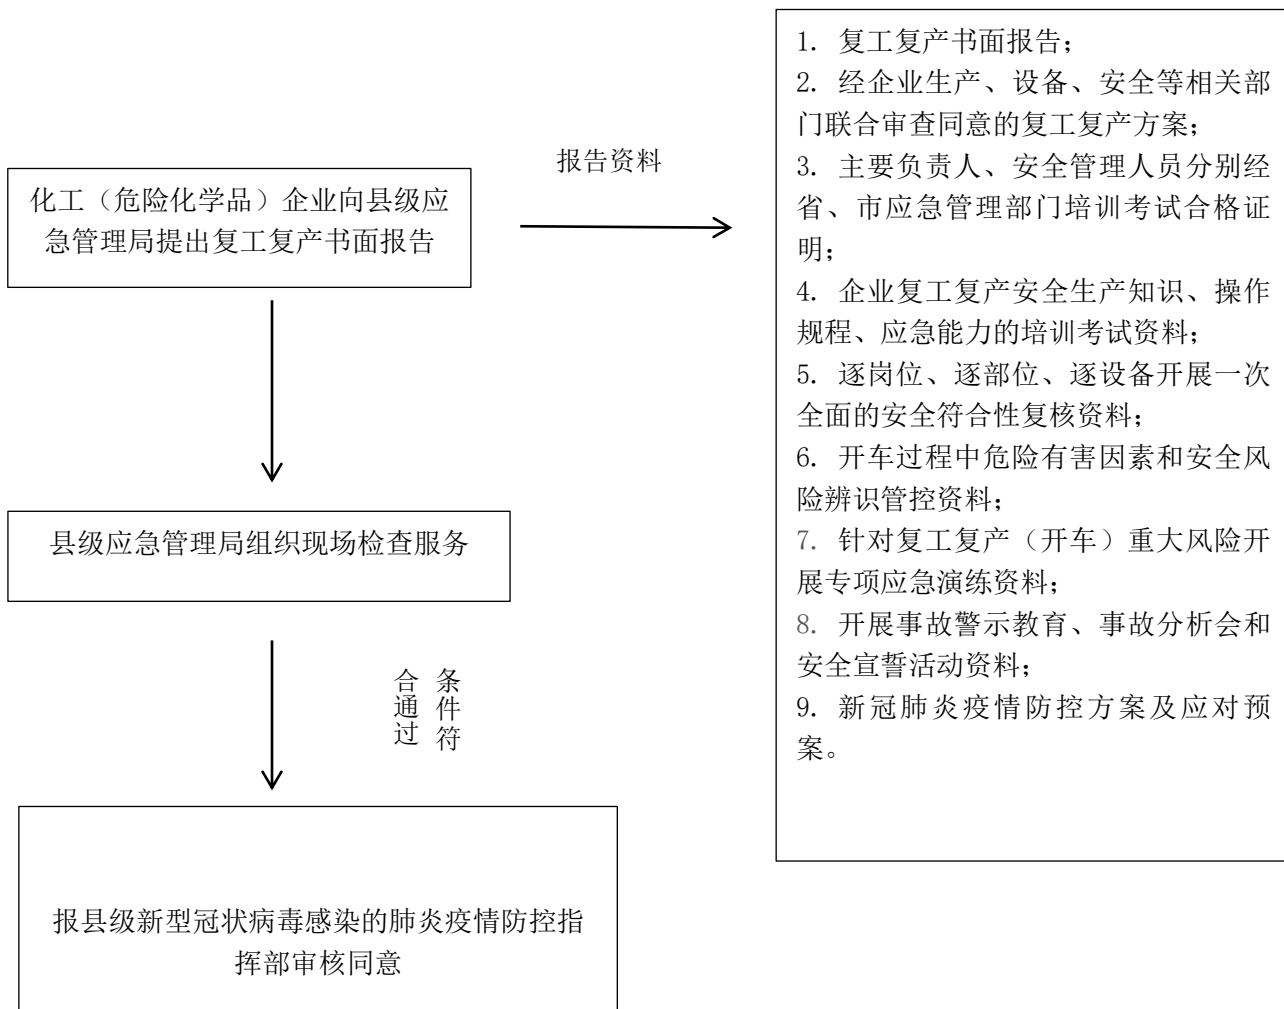 化工（危险化学品）企业向县级应
急管理局提出复工复产书面报告
报告资料
1. 复工复产书面报告；
2. 经企业生产、设备、安全等相关部
门联合审查同意的复工复产方案；
3. 主要负责人、安全管理人员分别经
省、市应急管理部门培训考试合格证
明；
4. 企业复工复产安全生产知识、操作
规程、应急能力的培训考试资料；
5. 逐岗位、逐部位、逐设备开展一次
全面的安全符合性复核资料；
6. 开车过程中危险有害因素和安全风
险辨识管控资料；
7. 针对复工复产（开车）重大风险开
展专项应急演练资料；
8. 开展事故警示教育、事故分析会和
安全宣誓活动资料；
9. 新冠肺炎疫情防控方案及应对预
案。
县级应急管理局组织现场检查服务
条件符
合通过
报县级新型冠状病毒感染的肺炎疫情防控指
挥部审核同意